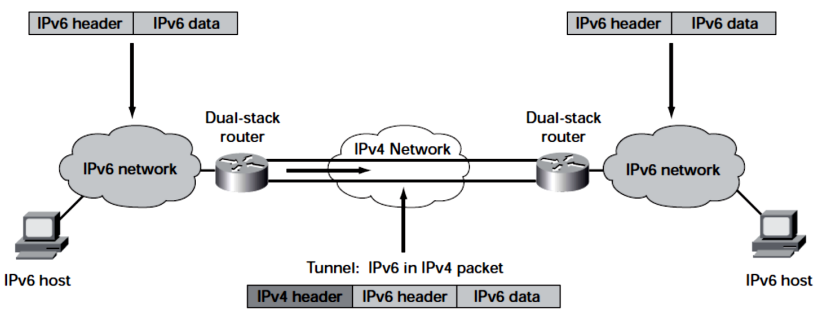 IPv6 header IPv6 data
IPv6 header IPv6 data
Dual-stack
router
Dual-stack
router
IPv6 network
IPv4 Network
IPv6 network
IPv6 host
Tunnel: IPv6 in IPv4 packet
IPv6 host
IPv4 header IPv6 header IPv6 data